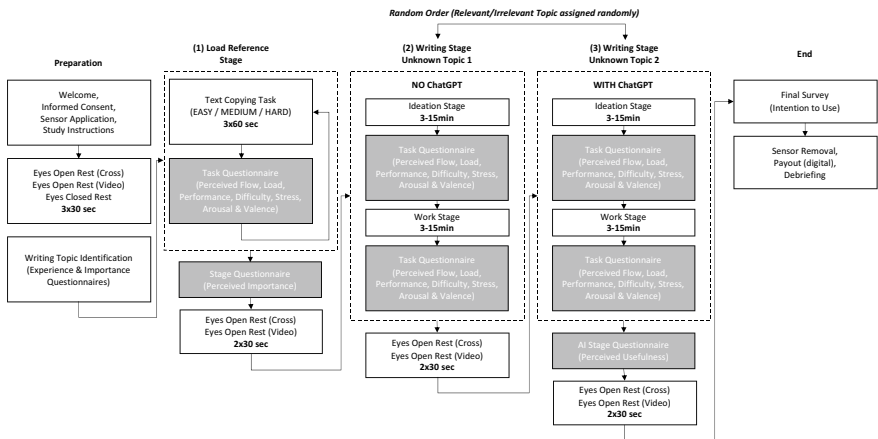 Random Order (Relevant/Irrelevant Topic assigned randomly)
Preparation
Welcome,
Informed Consent,
Sensor Application,
Study Instructions
Eyes Open Rest (Cross)
Eyes Open Rest (Video)
Eyes Closed Rest
3x30 sec
Writing Topic Identification
(Experience & Importance
Questionnaires)
(1) Load Reference
Stage
Text Copying Task
(EASY / MEDIUM / HARD)
3x60 sec
Task Questionnaire
(Perceived Flow, Load,
Performance, Difficulty, Stress,
Arousal & Valence)
Stage Questionnaire
(Perceived Importance)
Eyes Open Rest (Cross)
Eyes Open Rest (Video)
2x30 sec
(2) Writing Stage
Unknown Topic 1
NO ChatGPT
Ideation Stage
3-15min
Task Questionnaire
(Perceived Flow, Load,
Performance, Difficulty, Stress,
Arousal & Valence)
Work Stage
3-15min
Task Questionnaire
(Perceived Flow, Load,
Performance, Difficulty, Stress,
Arousal & Valence)
Eyes Open Rest (Cross)
Eyes Open Rest (Video)
2x30 sec
(3) Writing Stage
Unknown Topic 2
WITH ChatGPT
Ideation Stage
3-15min
Task Questionnaire
(Perceived Flow, Load,
Performance, Difficulty, Stress,
Arousal & Valence)
Work Stage
3-15min
Task Questionnaire
(Perceived Flow, Load,
Performance, Difficulty, Stress,
Arousal & Valence)
AI Stage Questionnaire
(Perceived Usefulness)
Eyes Open Rest (Cross)
Eyes Open Rest (Video)
2x30 sec
End
Final Survey
(Intention to Use)
Sensor Removal,
Payout (digital),
Debriefing